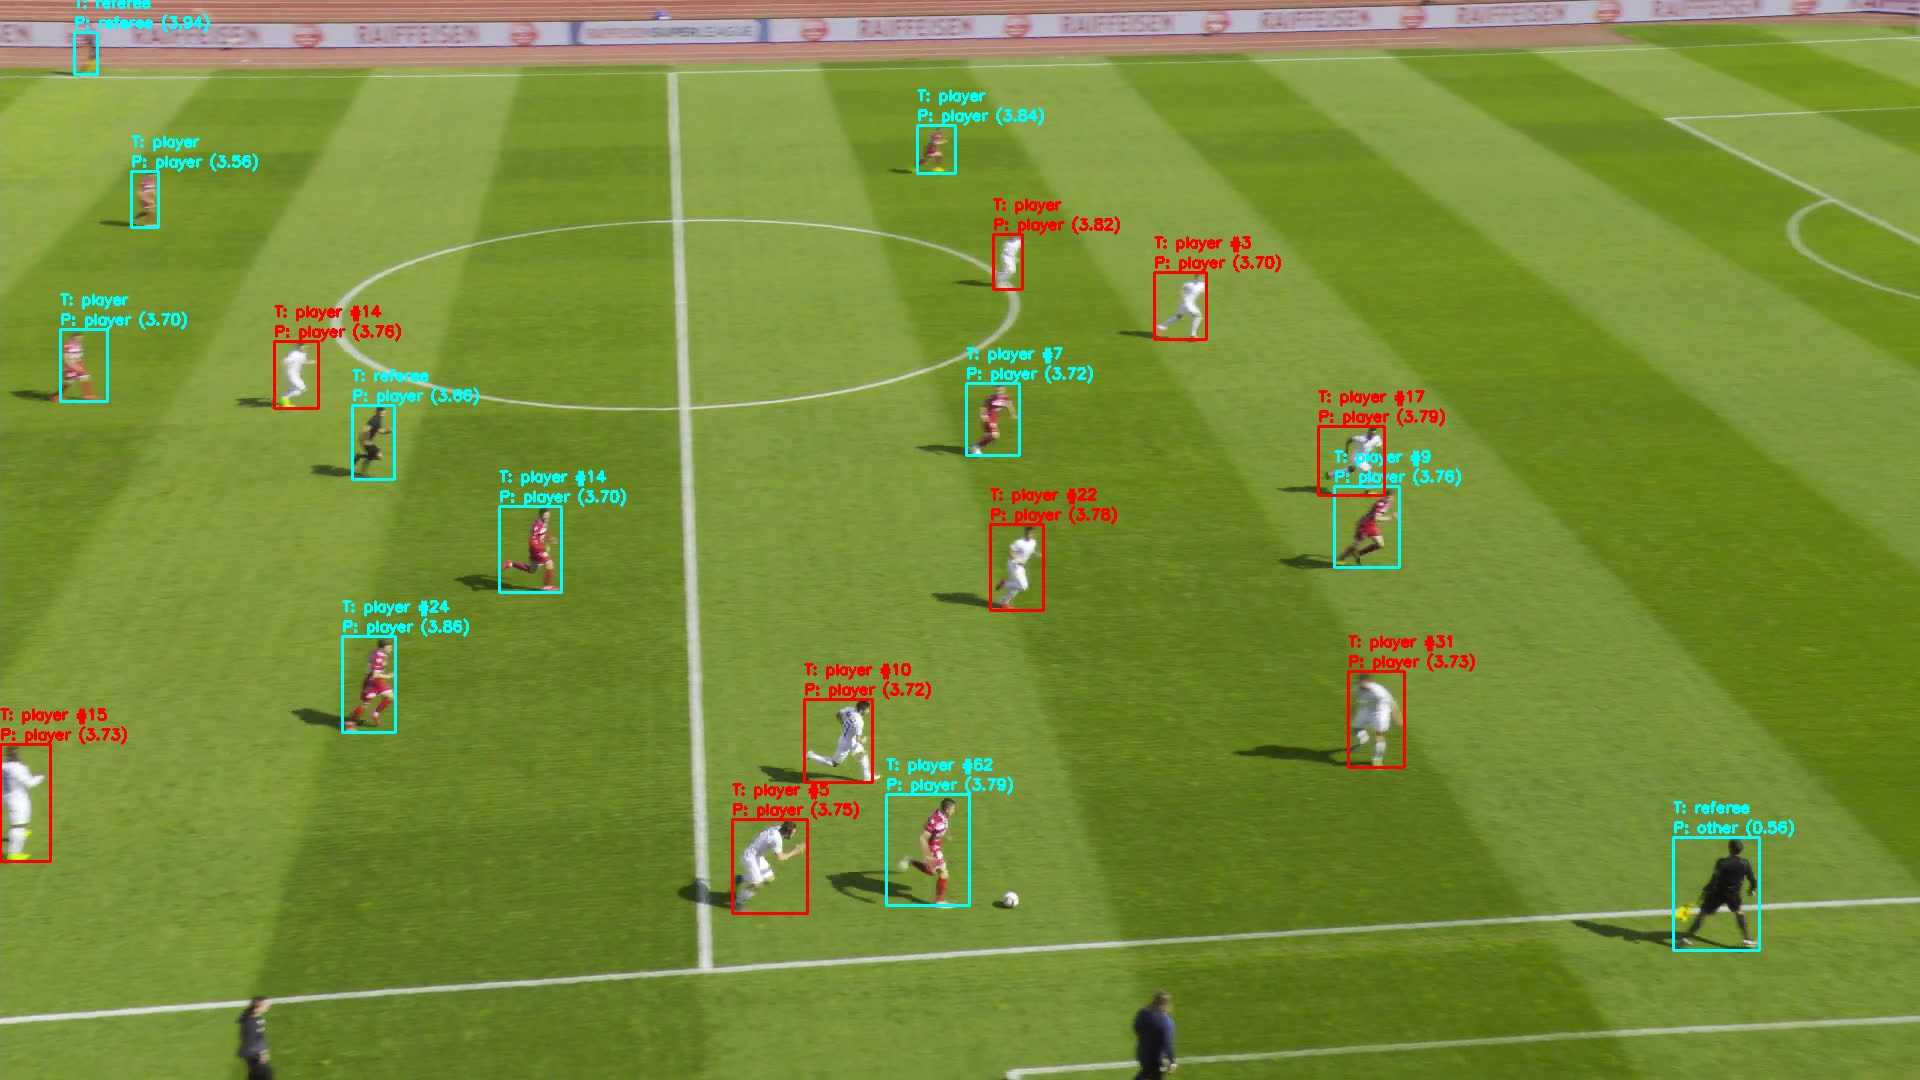 T: referee
P: referee (3.94)
RAIFFEISEN RAIFFEISEN SUPER LEAGUE RAIFFEISEN RAIFFEISEN RAIFFEISEN RAIFFEISEN RAIFFEISEN
T: player
P: player (3.84)
T: player
P: player (3.56)
T: player
P: player (3.82)
T: player #3
P: player (3.70)
T: player
P: player (3.70)
T: player #14
P: player (3.76)
T: referee
P: player (3.66)
T: player #7
P: player (3.72)
T: player #17
P: player (3.79)
T: player #9
P: player (3.76)
T: player #14
P: player (3.70)
T: player #22
P: player (3.78)
T: player #24
P: player (3.86)
T: player #31
P: player (3.73)
T: player #10
P: player (3.72)
T: player #15
P: player (3.73)
T: player #62
P: player (3.79)
T: player #5
P: player (3.75)
T: referee
P: other (0.56)